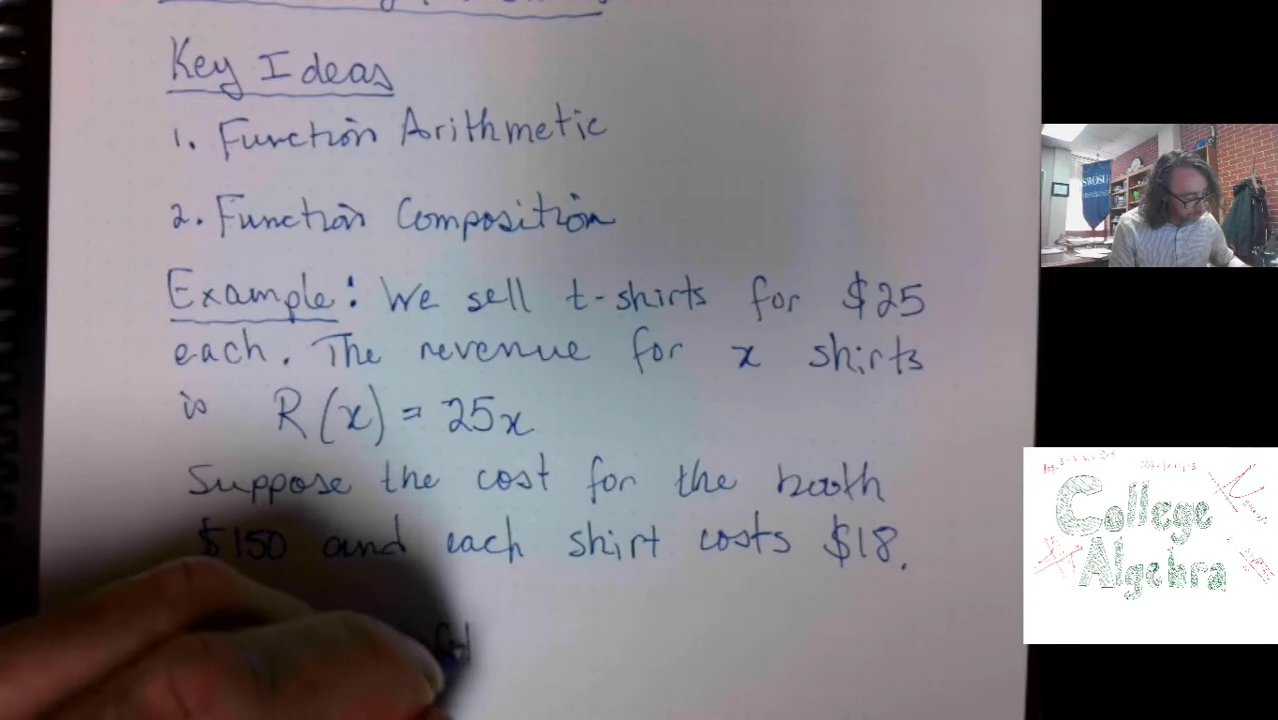 Key Ideas
1. Function Arithmetic
2. Function Composition
Example: We sell t-shirts for $25
each. The revenue for x shirts
is R(x) = 25x
Suppose the cost for the booth
$150 and each shirt costs $18.
SWOSU
College
Algebra